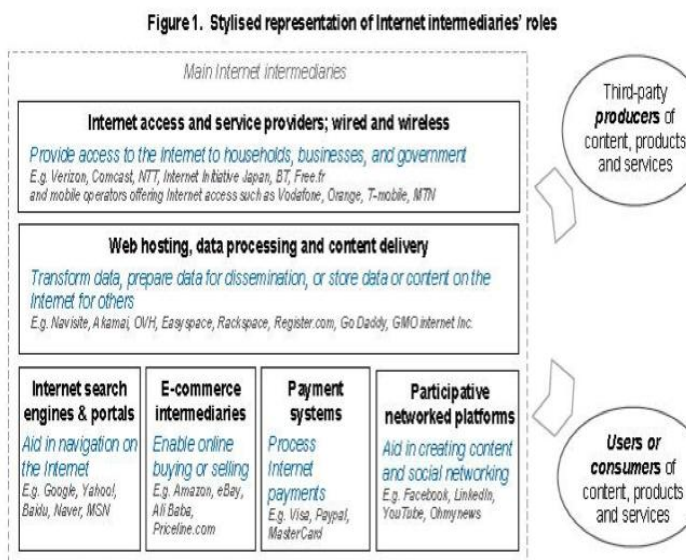 Figure 1. Stylised representation of Internet intermediaries' roles
Main Internet intermediaries
Internet access and service providers; wired and wireless
Provide access to the Internet to households, businesses, and government
E.g. Verizon, Comcast, NTT, Internet Initiative Japan, BT, Free.fr
and mobile operators offering Internet access such as Vodafone, Orange, T-mobile, MTN
Web hosting, data processing and content delivery
Transform data, prepare data for dissemination, or store data or content on the
Internet for others
E.g. Navisite, Akamai, OVH, Easyspace, Rackspace, Register.com, Go Daddy, GMO internet Inc.
Internet search
engines & portals
Aid in navigation on
the Internet
E.g. Google, Yahoo!,
Baidu, Naver, MSN
E-commerce
intermediaries
Enable online
buying or selling
E.g. Amazon, eBay,
Ali Baba,
Priceline.com
Payment
systems
Process
Internet
payments
E.g. Visa, Paypal,
MasterCard
Participative
networked platforms
Aid in creating content
and social networking
E.g. Facebook, LinkedIn,
YouTube, Ohmynews
Third-party
producers of
content, products
and services
Users or
consumers of
content, products
and services